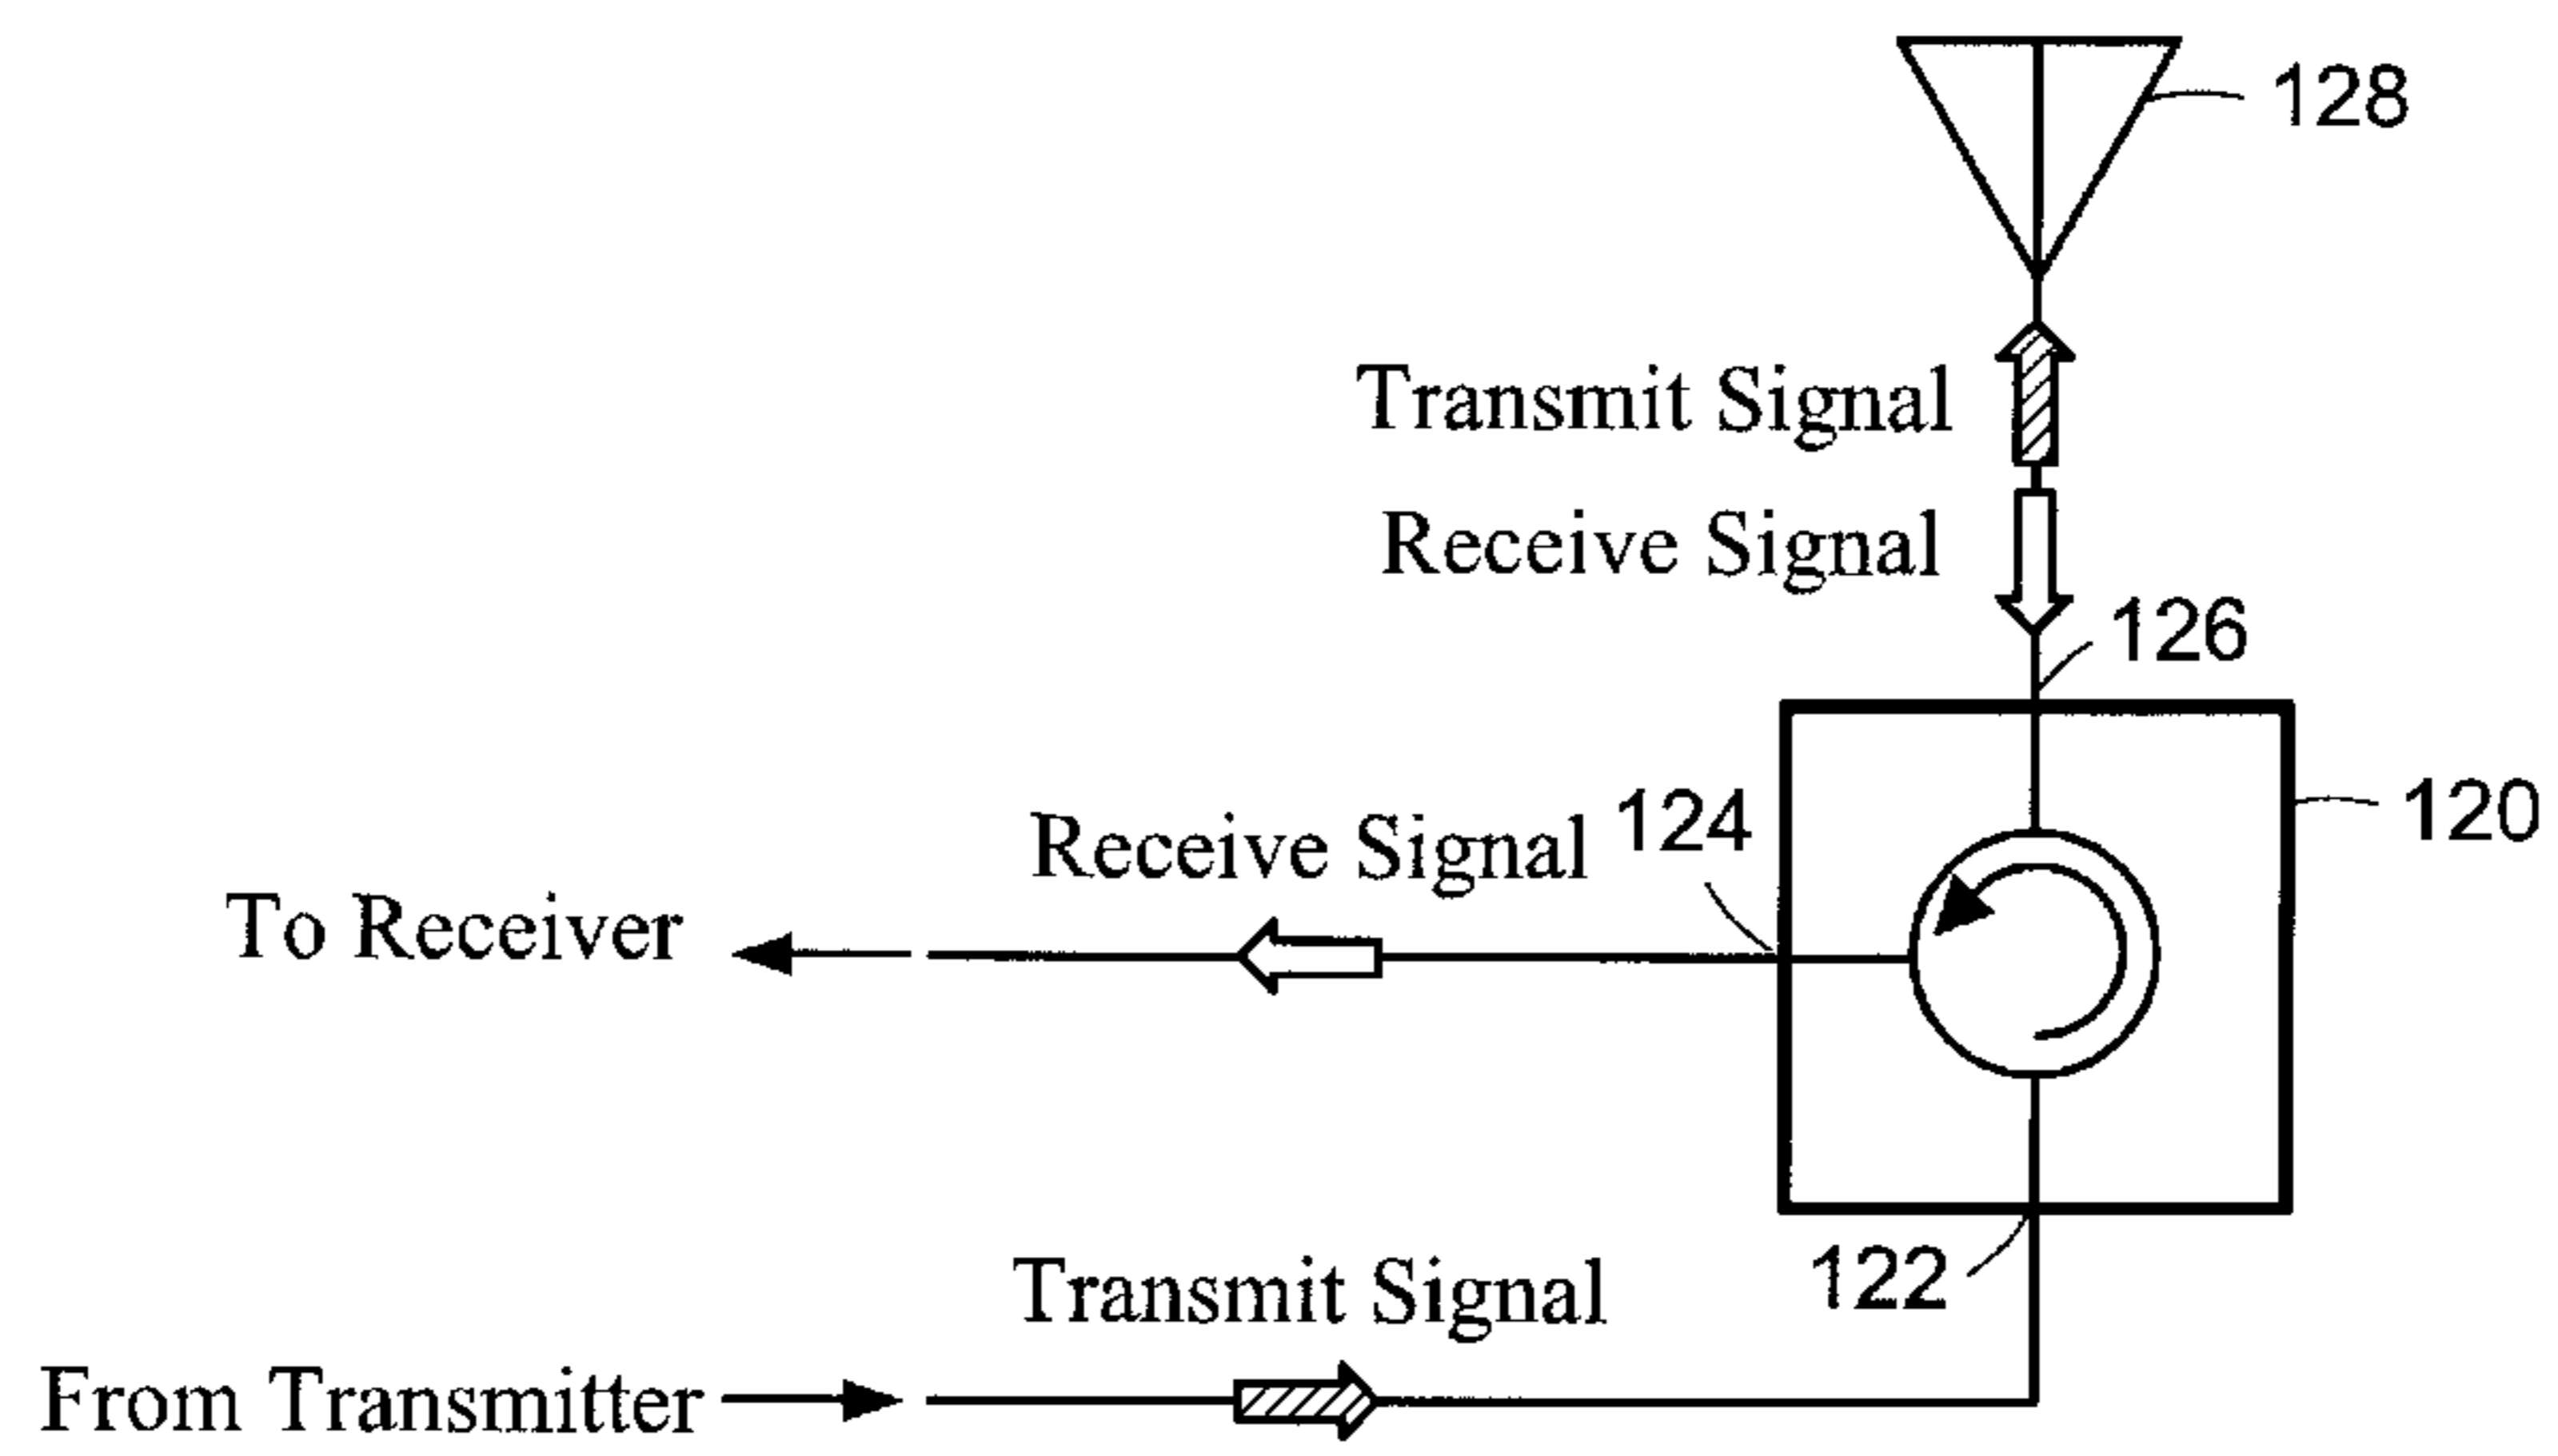 128
Transmit Signal
Receive Signal
126
120
Receive Signal 124
To Receiver
122
Transmit Signal
From Transmitter